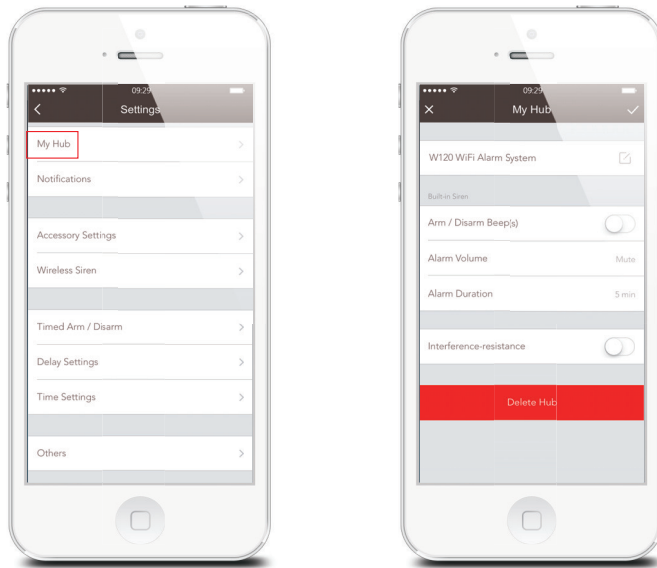 09:29
Settings
My Hub
Notifications
Accessory Settings
Wireless Siren
Timed Arm / Disarm
Delay Settings
Time Settings
Others
09:29
My Hub
W120 WiFi Alarm System
Built-in Siren
Arm / Disarm Beep(s)
Alarm Volume
Mute
Alarm Duration
5 min
Interference-resistance
Delete Hub